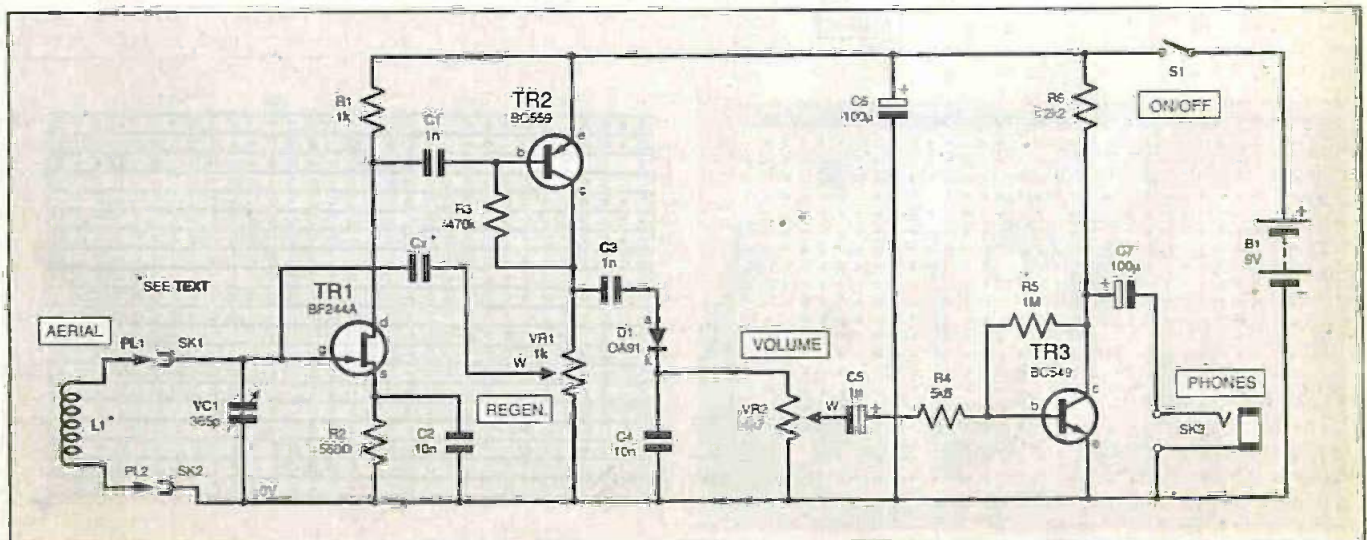 R1
1k
C1
1n
TR2
BC559
b
e
c
R3
470k
C3
1n
*SEE TEXT
TR1
BF244A
d
g
s
VR1
1k
W
REGEN.
D1
OA91
a
k
AERIAL
PL1
SK1
L1*
VC1
365p
PL2
SK2
0V
R2
560Ω
C2
10n
C4
10n
VOLUME
VR2
W
C5
1µ
+
R4
5k6
C6
100µ
+
R5
1M
TR3
BC549
b
c
e
R6
2k2
C7
100µ
+
S1
ON/OFF
B1
9V
+
PHONES
SK3